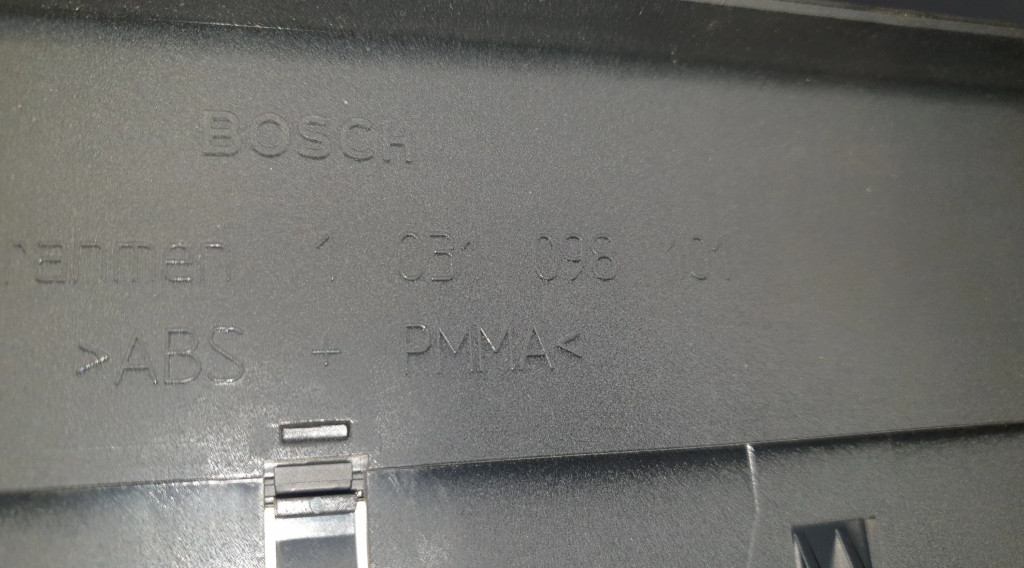 BOSCH
rahmen 1 031 098 101
>ABS + PMMA<